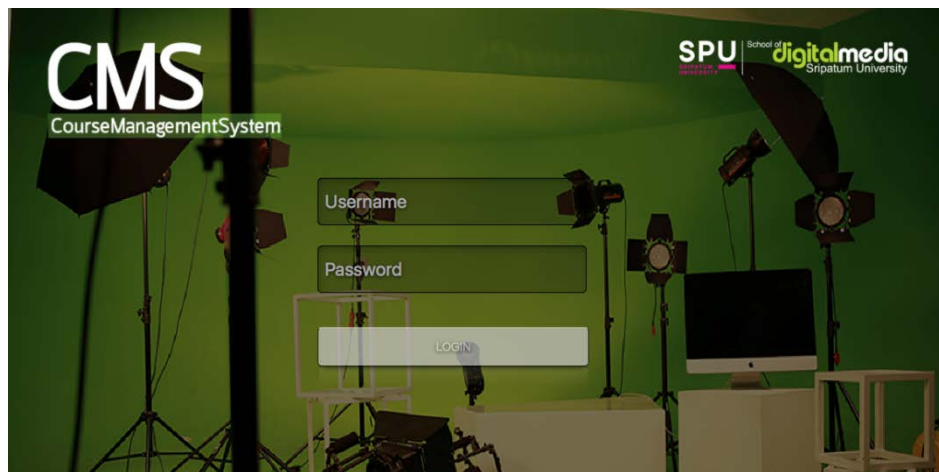 CMS
CourseManagementSystem
SPU
SRIPATUM
UNIVERSITY
School of
digitalmedia
Sripatum University
Username
Password
LOGIN